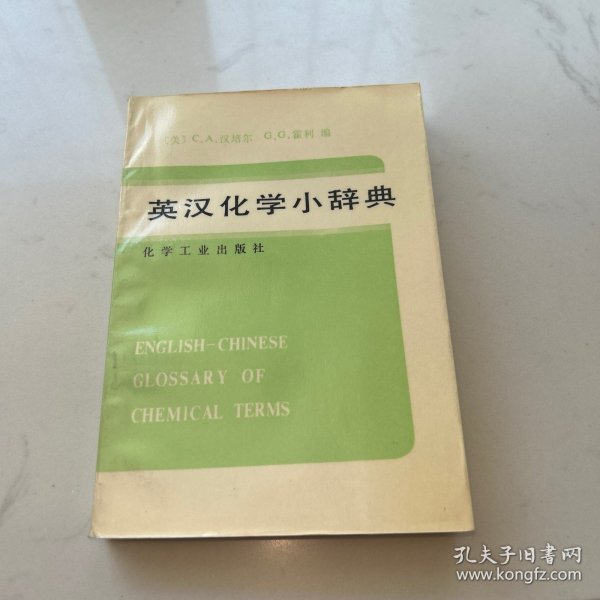 〔美〕C.A.汉培尔 G.G.霍利 编
英汉化学小辞典
化学工业出版社
ENGLISH-CHINESE
GLOSSARY OF
CHEMICAL TERMS
孔夫子旧书网
www.kongfz.com